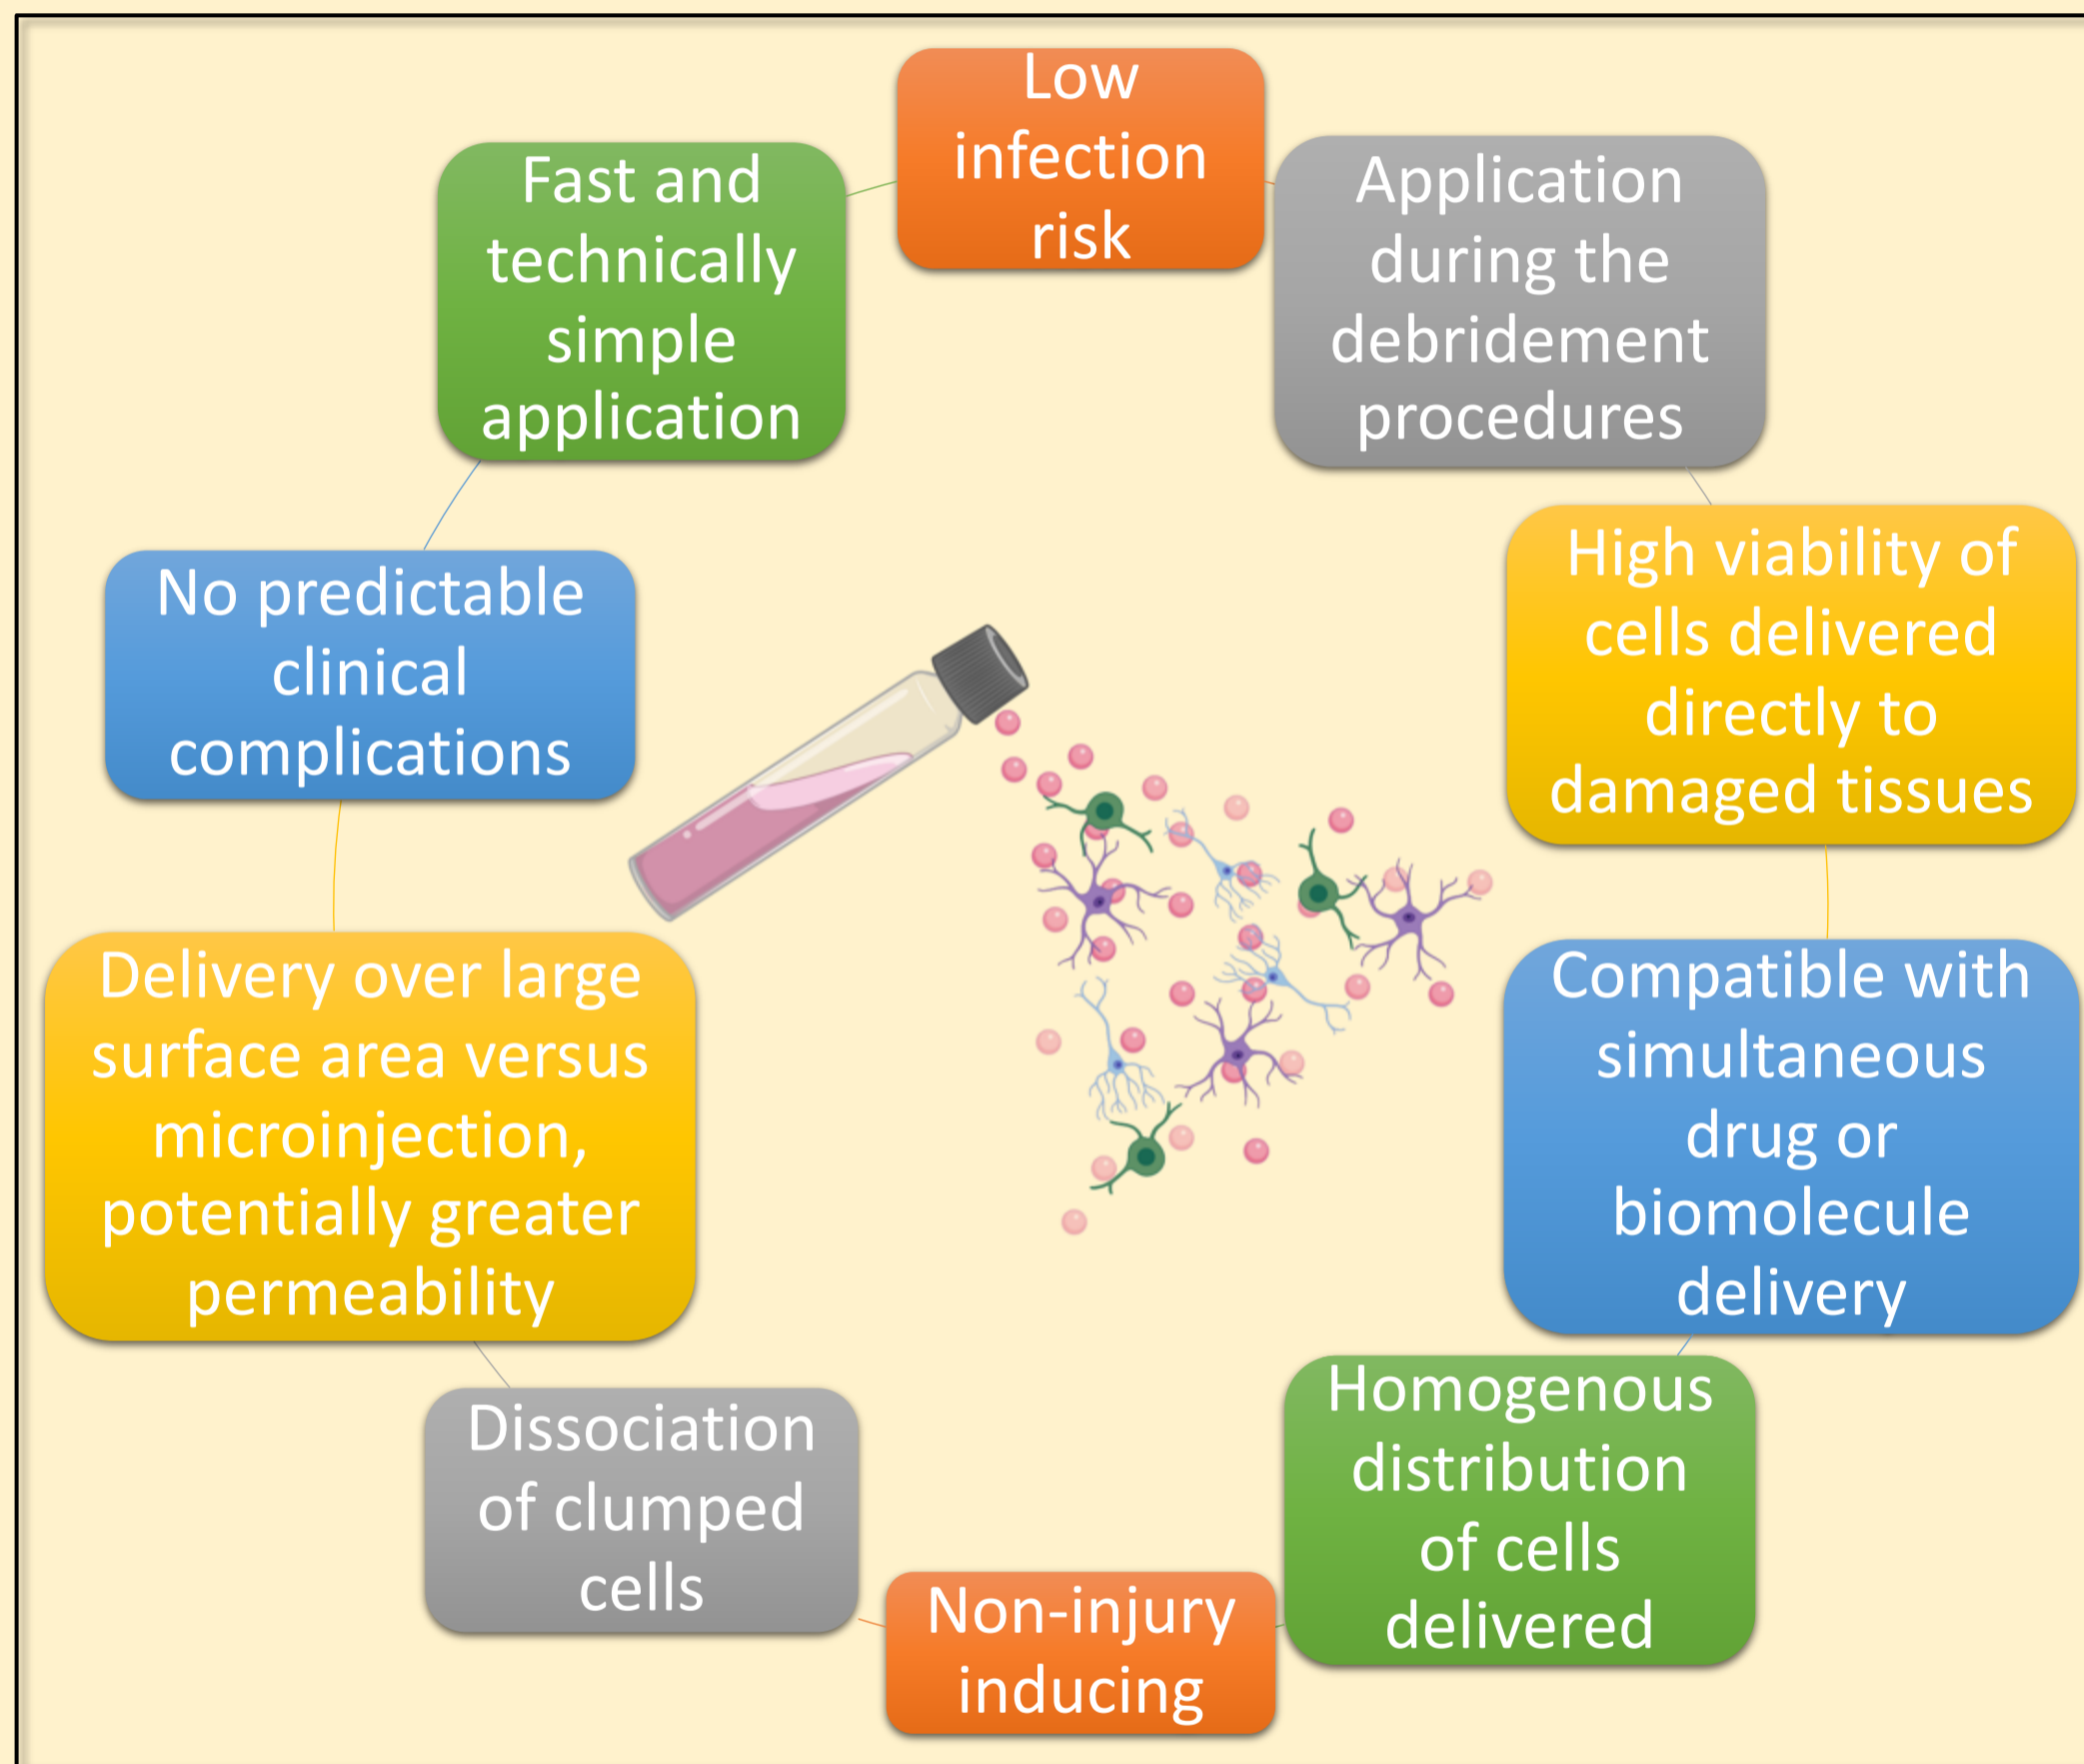 Low
infection
risk
Application
during the
debridement
procedures
High viability of
cells delivered
directly to
damaged tissues
Compatible with
simultaneous
drug or
biomolecule
delivery
Homogenous
distribution
of cells
delivered
Non-injury
inducing
Dissociation
of clumped
cells
Delivery over large
surface area versus
microinjection,
potentially greater
permeability
No predictable
clinical
complications
Fast and
technically
simple
application